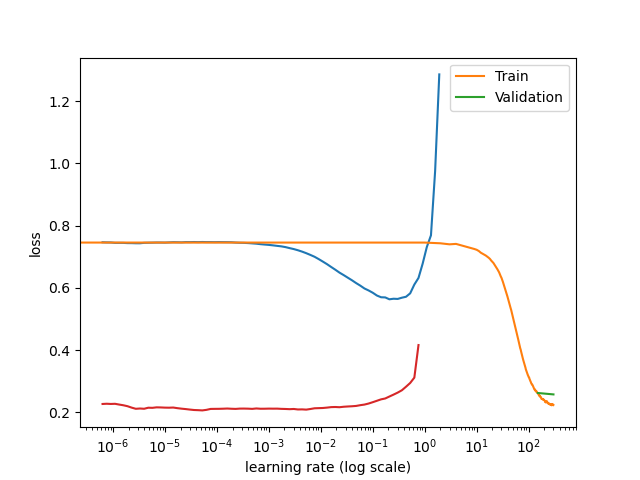 Train
Validation
1.2
1.0
0.8
0.6
0.4
0.2
loss
10⁻⁶ 10⁻⁵ 10⁻⁴ 10⁻³ 10⁻² 10⁻¹ 10⁰ 10¹ 10²
learning rate (log scale)